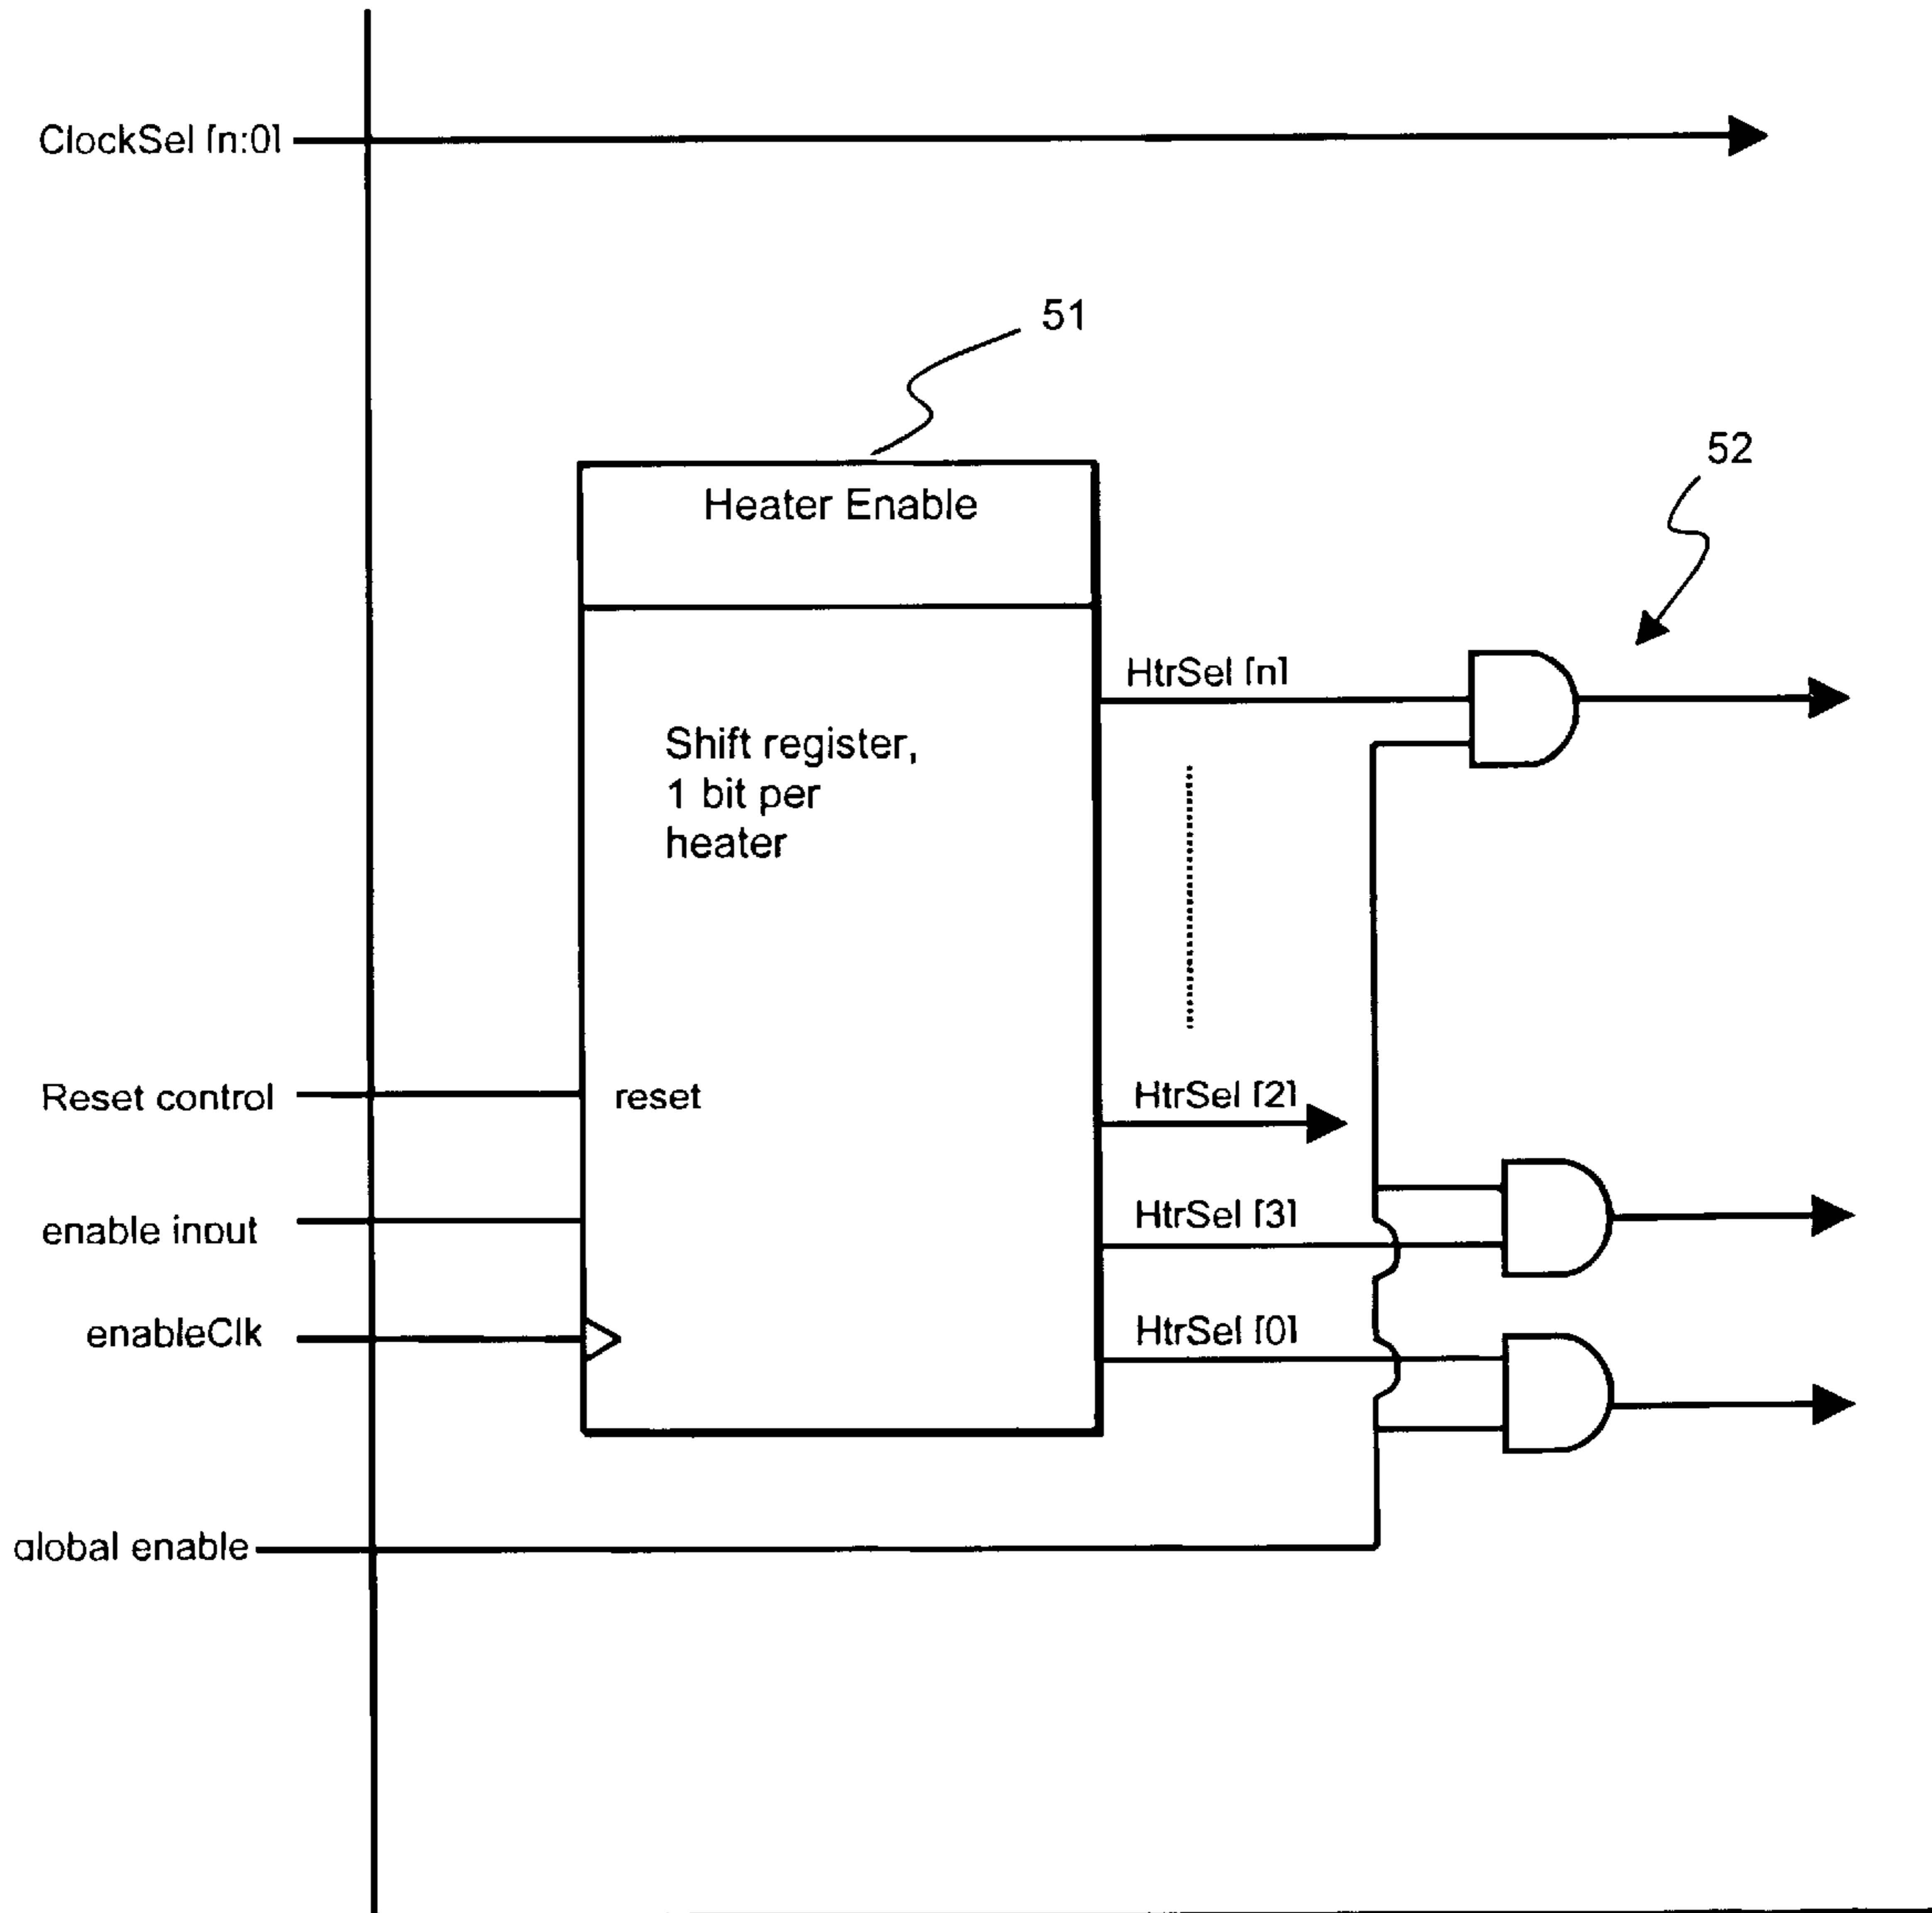 ClockSel [n:0]
51
52
Heater Enable
HtrSel [n]
Shift register,
1 bit per
heater
Reset control
reset
HtrSel [2]
enable input
HtrSel [3]
enableClk
HtrSel [0]
global enable